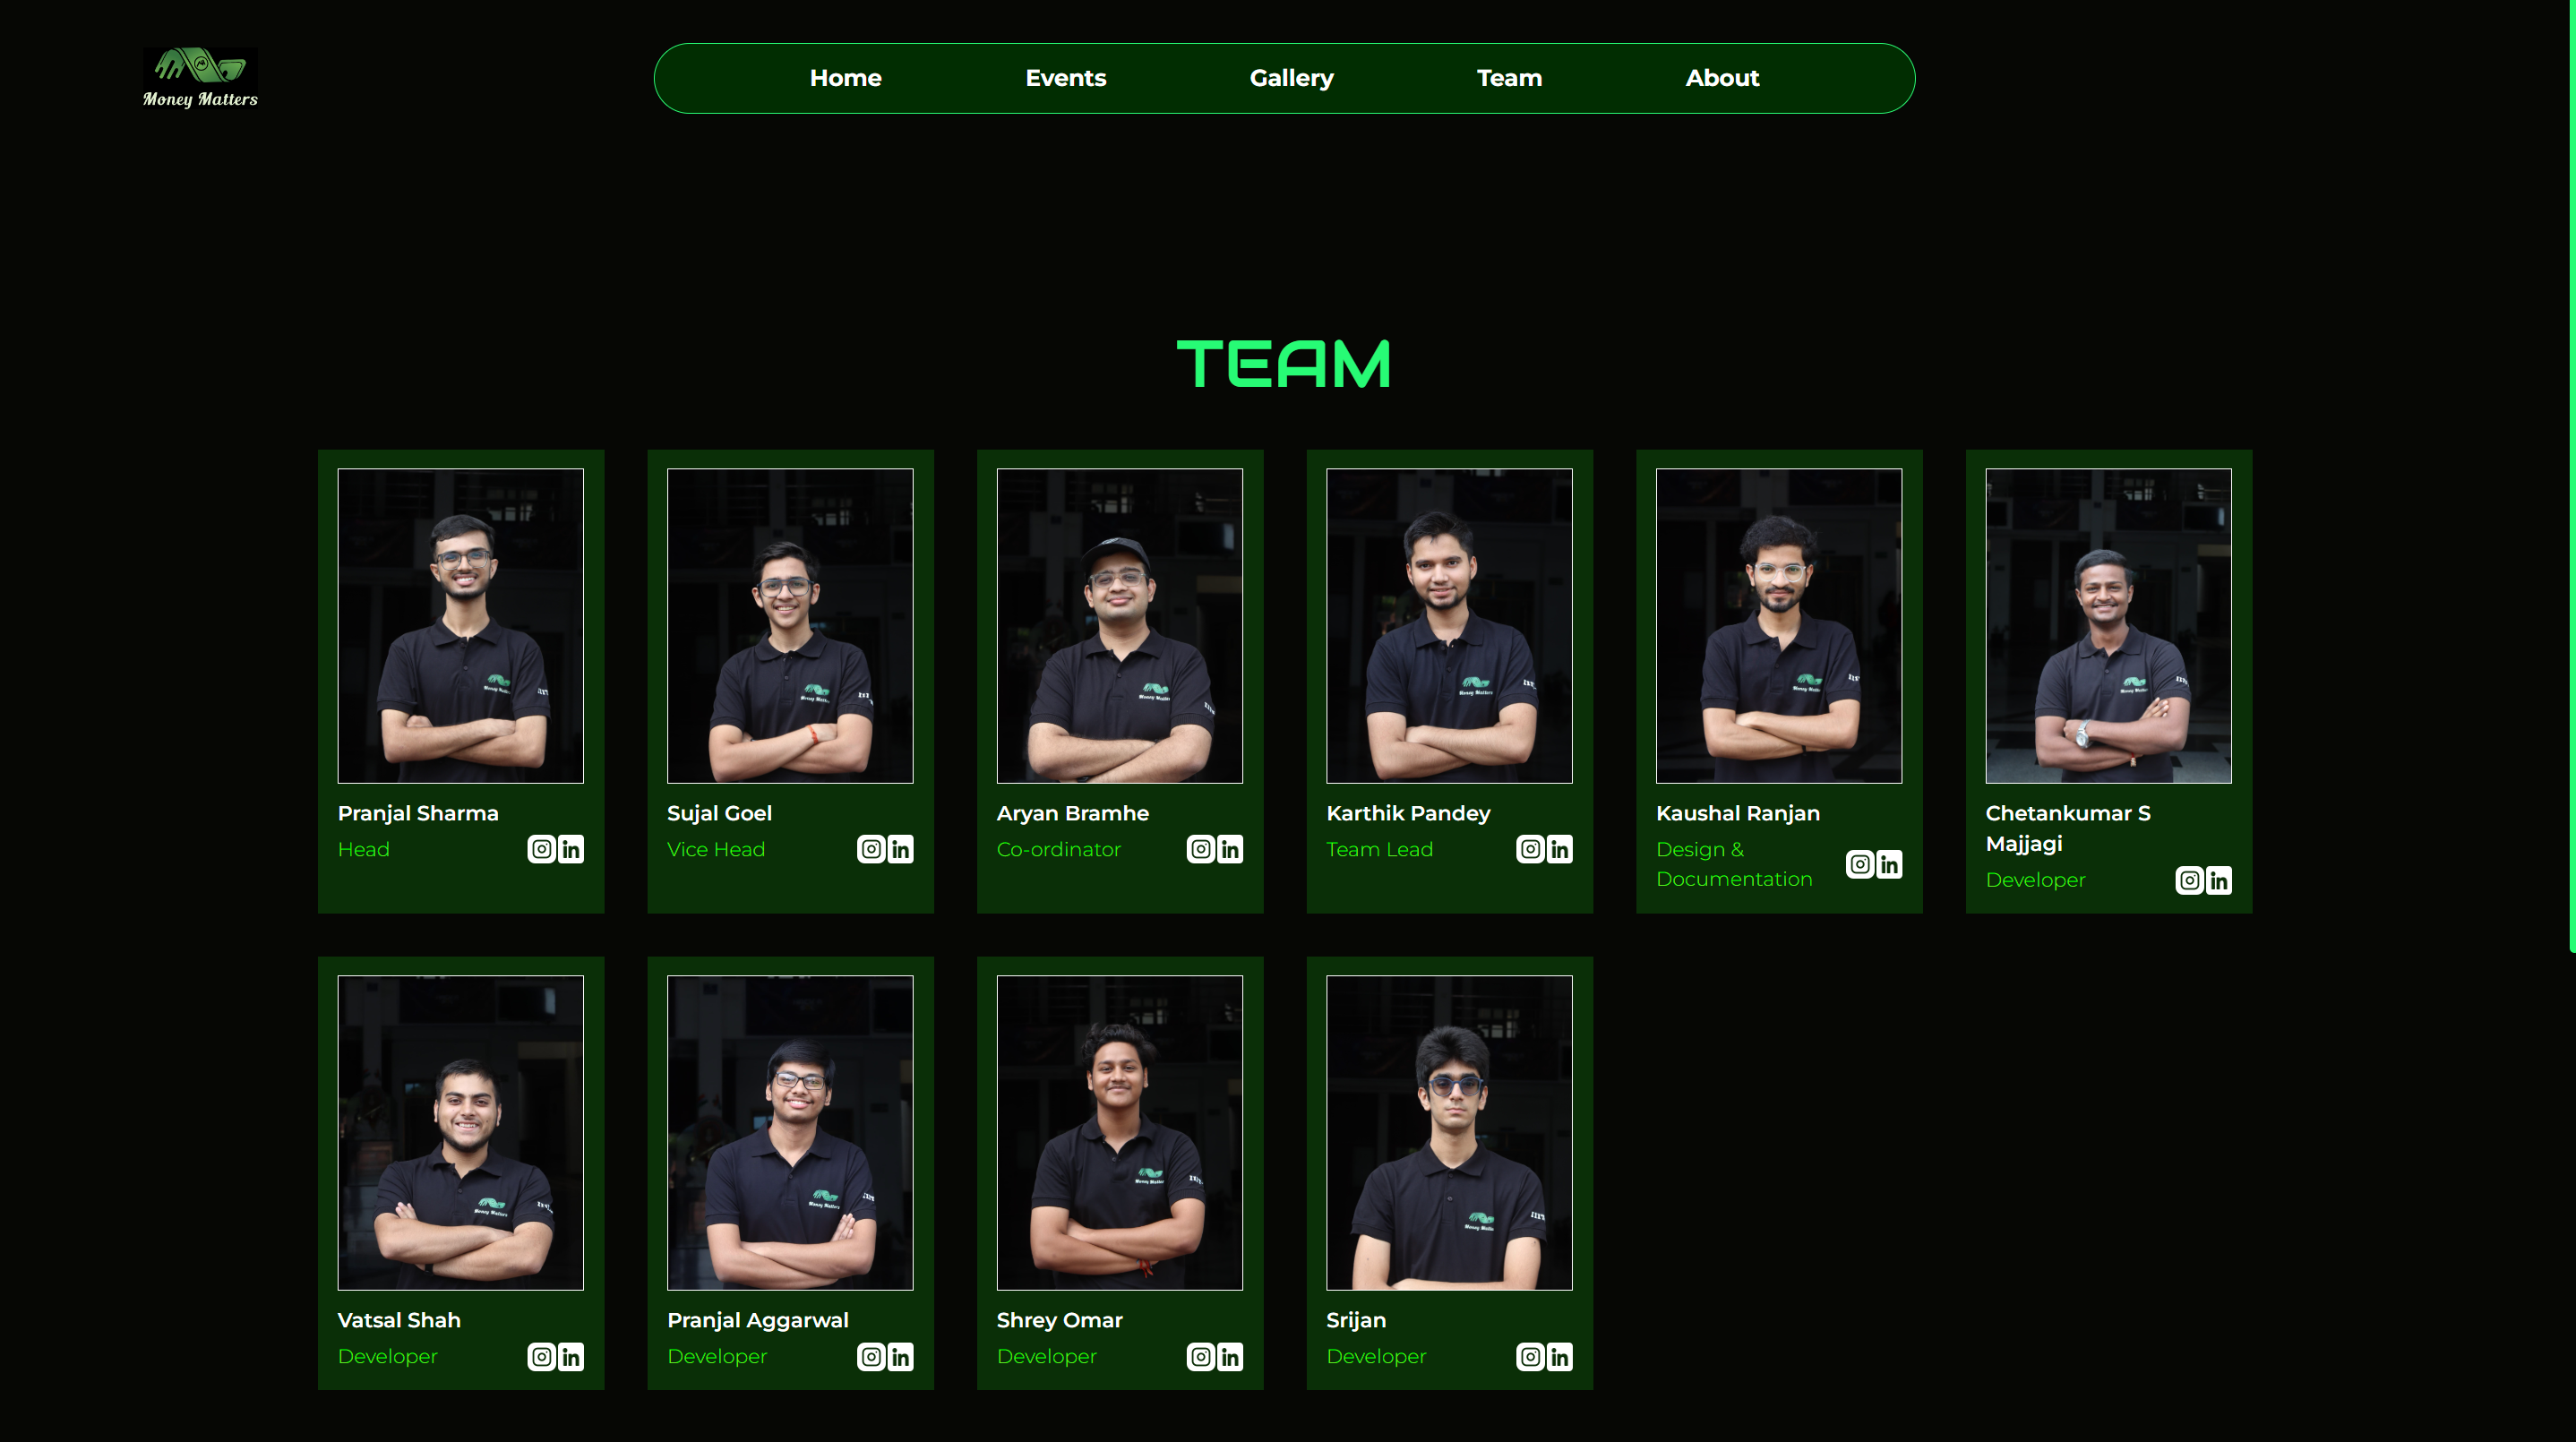 Money Matters
Home Events Gallery Team About
TEAM
Pranjal Sharma
Head
Sujal Goel
Vice Head
Aryan Bramhe
Co-ordinator
Karthik Pandey
Team Lead
Kaushal Ranjan
Design &
Documentation
Chetankumar S
Majjagi
Developer
Vatsal Shah
Developer
Pranjal Aggarwal
Developer
Shrey Omar
Developer
Srijan
Developer